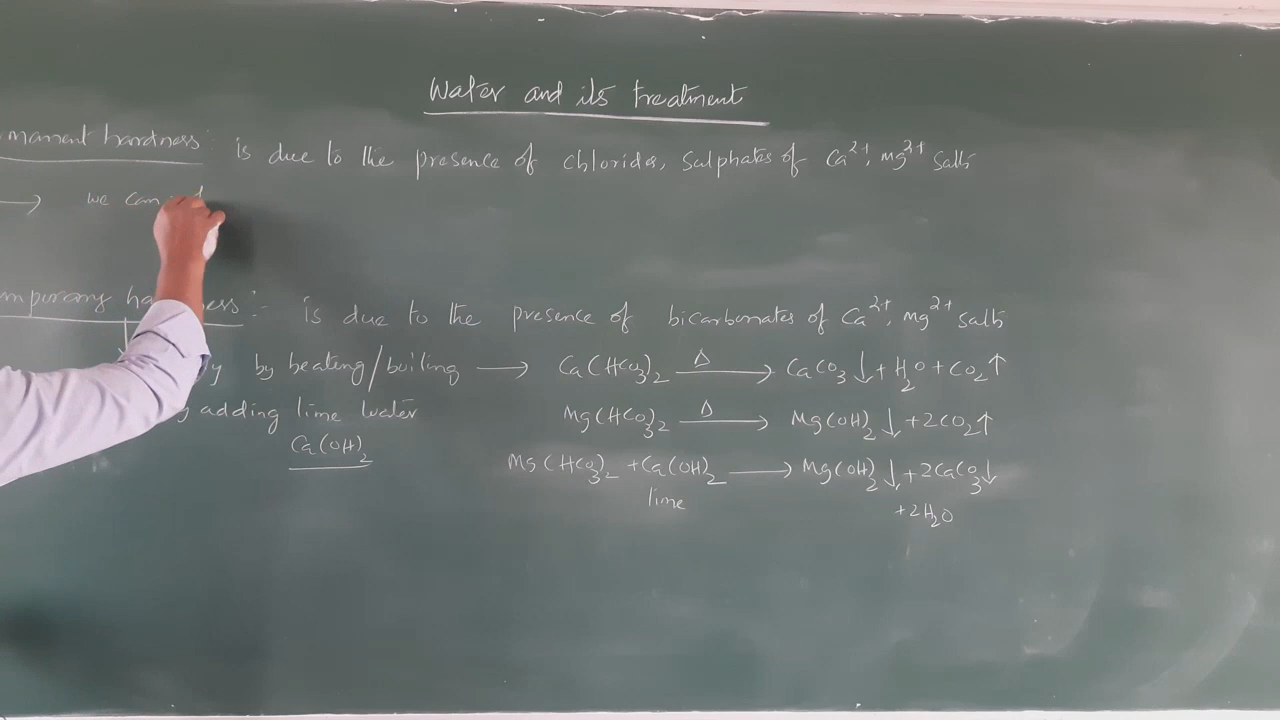 Water and its treatment
manent hardness: is due to the presence of chlorides, sulphates of Ca²⁺, Mg²⁺ salts
→ we can
mporary ha ness:- is due to the presence of bicarbonates of Ca²⁺, Mg²⁺ salts
y by heating/boiling → Ca(HCO₃)₂ —Δ→ CaCO₃↓ + H₂O + CO₂↑
adding lime water Mg(HCO₃)₂ —Δ→ Mg(OH)₂↓ + 2CO₂↑
Ca(OH)₂ Mg(HCO₃)₂ + Ca(OH)₂ → Mg(OH)₂↓ + 2CaCO₃↓
lime + 2H₂O